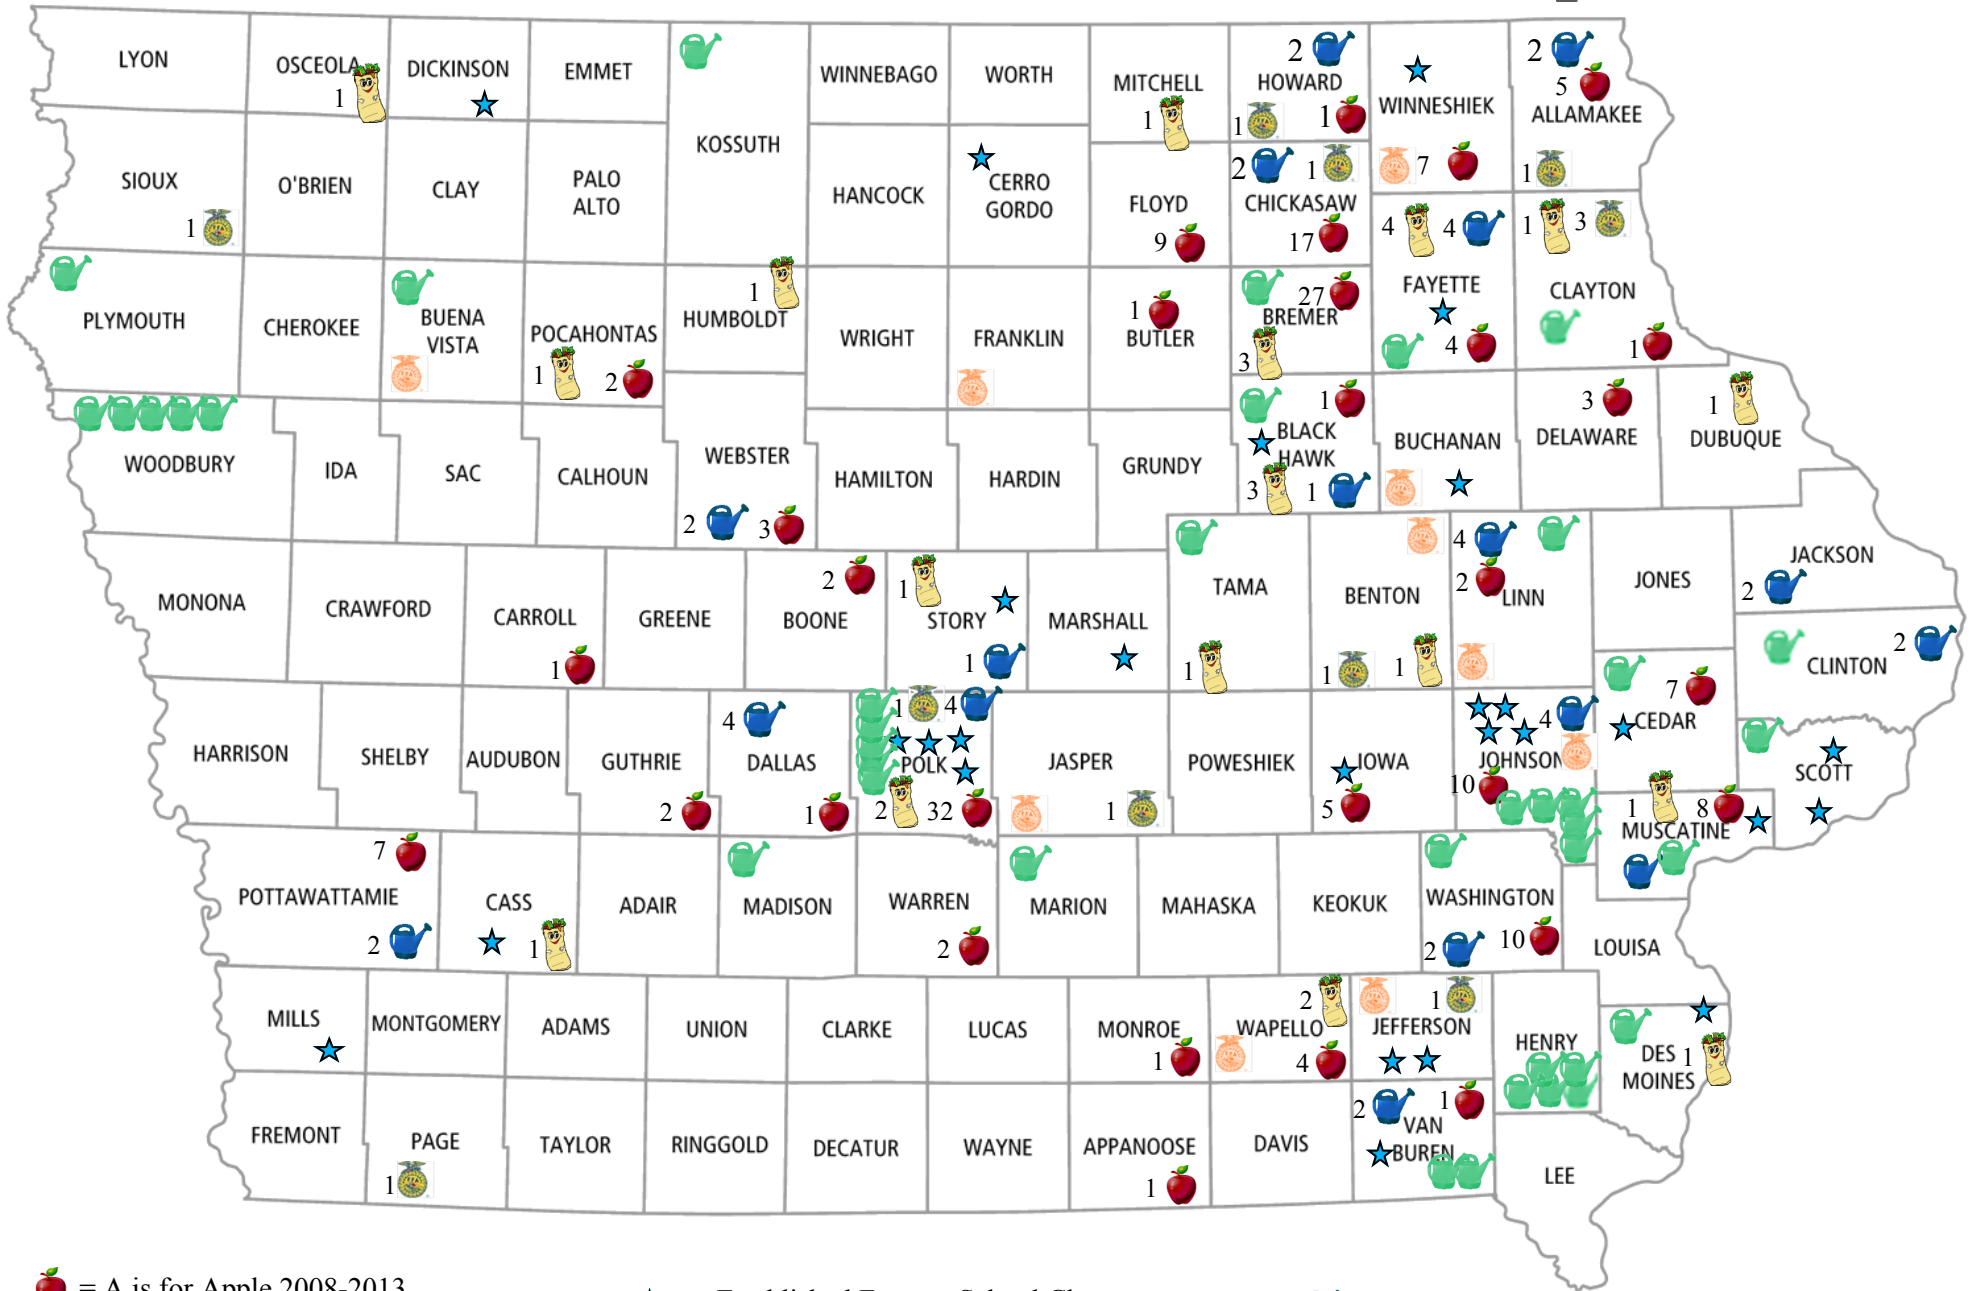 LYON
OSCEOLA
1
DICKINSON
EMMET
KOSSUTH
WINNEBAGO
WORTH
MITCHELL
1
2
HOWARD
1
1
WINNESHIEK
7
2
5
ALLAMAKEE
1
SIOUX
1
O'BRIEN
CLAY
PALO
ALTO
HANCOCK
CERRO
GORDO
FLOYD
9
2
1
CHICKASAW
17
4
4
FAYETTE
4
1
3
CLAYTON
1
PLYMOUTH
CHEROKEE
BUENA
VISTA
POCAHONTAS
1
2
1
HUMBOLDT
WRIGHT
FRANKLIN
1
BUTLER
27
BREMER
3
WOODBURY
IDA
SAC
CALHOUN
WEBSTER
2
3
HAMILTON
HARDIN
GRUNDY
1
BLACK
HAWK
3
1
BUCHANAN
3
DELAWARE
1
DUBUQUE
MONONA
CRAWFORD
CARROLL
1
GREENE
2
BOONE
1
STORY
1
MARSHALL
TAMA
1
BENTON
1
1
4
2
LINN
JONES
JACKSON
2
2
CLINTON
HARRISON
SHELBY
AUDUBON
GUTHRIE
2
4
DALLAS
1
1
4
POLK
2
32
JASPER
1
POWESHIEK
IOWA
5
4
JOHNSON
10
7
CEDAR
SCOTT
1
8
MUSCATINE
7
POTTAWATTAMIE
2
CASS
1
ADAIR
MADISON
WARREN
2
MARION
MAHASKA
KEOKUK
WASHINGTON
2
10
LOUISA
MILLS
MONTGOMERY
ADAMS
UNION
CLARKE
LUCAS
MONROE
1
2
WAPELLO
4
1
JEFFERSON
HENRY
DES
MOINES
1
FREMONT
PAGE
1
TAYLOR
RINGGOLD
DECATUR
WAYNE
APPANOOSE
1
DAVIS
2
1
VAN
BUREN
LEE
= A is for Apple 2008-2013